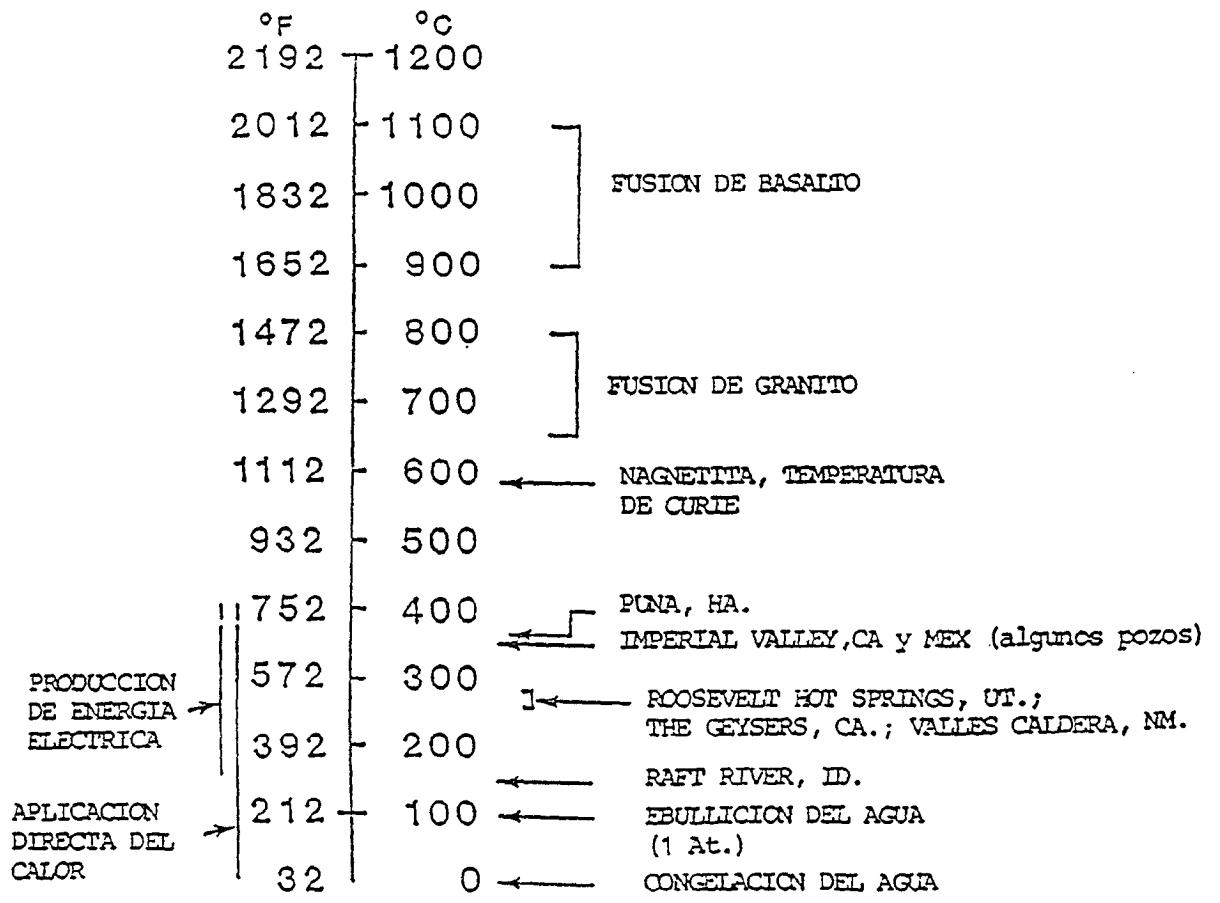 °F °C
2192 1200
2012 1100
FUSION DE BASALTO
1832 1000
1652 900
1472 800
FUSION DE GRANITO
1292 700
1112 600
NAGNETITA, TEMPERATURA
DE CURIE
932 500
752 400
PUNA, HA.
IMPERIAL VALLEY,CA y MEX (algunos pozos)
572 300
PRODUCCION
DE ENERGIA
ELECTRICA
ROOSEVELT HOT SPRINGS, UT.;
THE GEYSERS, CA.; VALLES CALDERA, NM.
392 200
RAFT RIVER, ID.
APLICACION
DIRECTA DEL
CALOR
212 100
EBULLICION DEL AGUA
(1 At.)
32 0
CONGELACION DEL AGUA